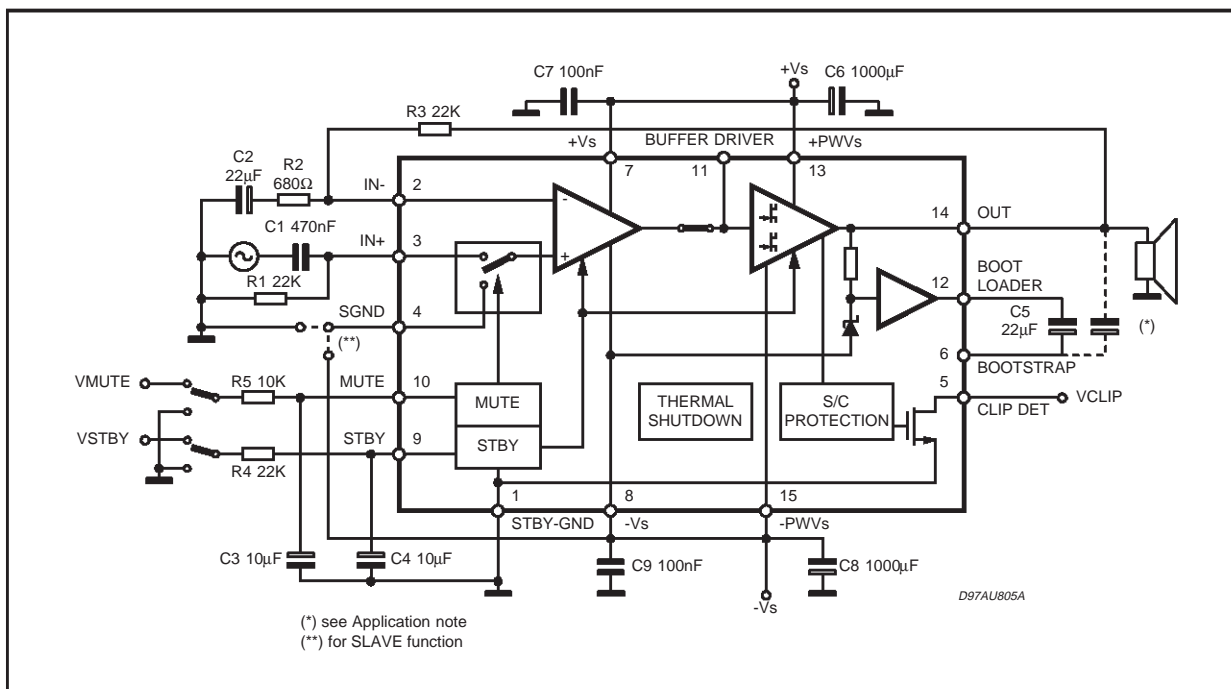 C7 100nF
+Vs
C6 1000μF
R3 22K
+Vs
BUFFER DRIVER
+PWVs
C2
22μF
R2
680Ω
IN-
2
7
11
13
-
14
OUT
C1 470nF
IN+
3
+
R1 22K
12
BOOT
LOADER
SGND
4
C5
22μF
(*)
(**)
6
BOOTSTRAP
VMUTE
R5 10K
MUTE
10
MUTE
THERMAL
SHUTDOWN
S/C
PROTECTION
5
CLIP DET
VCLIP
VSTBY
STBY
9
STBY
R4 22K
1
8
15
STBY-GND
-Vs
-PWVs
C3 10μF
C4 10μF
C9 100nF
C8 1000μF
-Vs
D97AU805A
(*) see Application note
(**) for SLAVE function